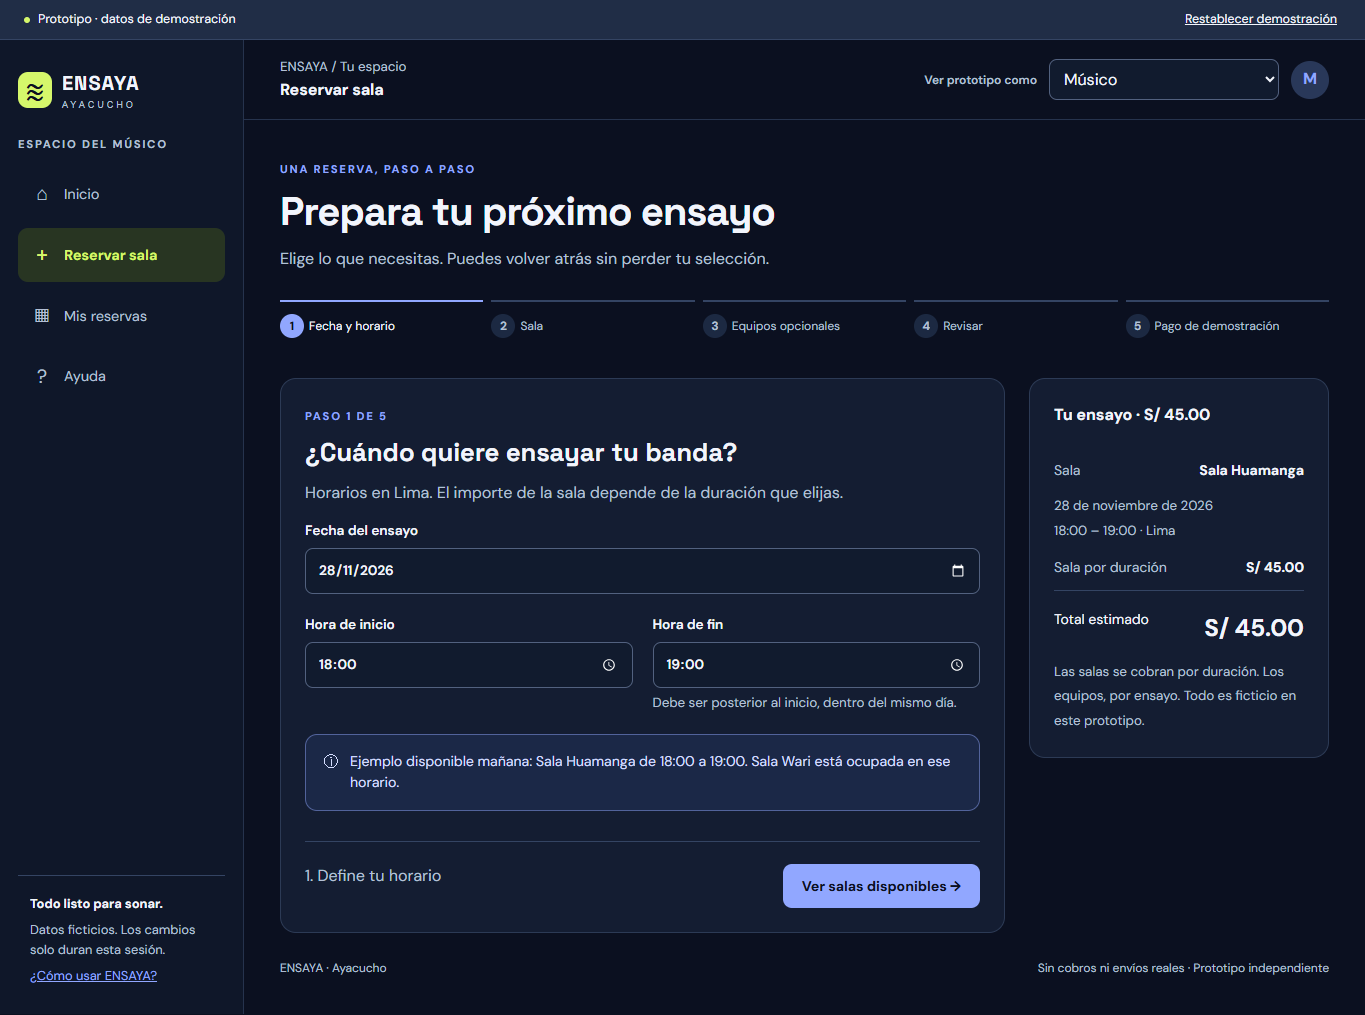 Prototipo · datos de demostración
Restablecer demostración
ENSAYA
AYACUCHO
ESPACIO DEL MÚSICO
Inicio
Reservar sala
Mis reservas
Ayuda
Todo listo para sonar.
Datos ficticios. Los cambios
solo duran esta sesión.
¿Cómo usar ENSAYA?
ENSAYA / Tu espacio
Reservar sala
Ver prototipo como
Músico
M
UNA RESERVA, PASO A PASO
Prepara tu próximo ensayo
Elige lo que necesitas. Puedes volver atrás sin perder tu selección.
1 Fecha y horario
2 Sala
3 Equipos opcionales
4 Revisar
5 Pago de demostración
PASO 1 DE 5
¿Cuándo quiere ensayar tu banda?
Horarios en Lima. El importe de la sala depende de la duración que elijas.
Fecha del ensayo
28/11/2026
Hora de inicio
18:00
Hora de fin
19:00
Debe ser posterior al inicio, dentro del mismo día.
Ejemplo disponible mañana: Sala Huamanga de 18:00 a 19:00. Sala Wari está ocupada en ese
horario.
1. Define tu horario
Ver salas disponibles →
Tu ensayo · S/ 45.00
Sala Sala Huamanga
28 de noviembre de 2026
18:00 – 19:00 · Lima
Sala por duración S/ 45.00
Total estimado S/ 45.00
Las salas se cobran por duración. Los
equipos, por ensayo. Todo es ficticio en
este prototipo.
ENSAYA · Ayacucho
Sin cobros ni envíos reales · Prototipo independiente